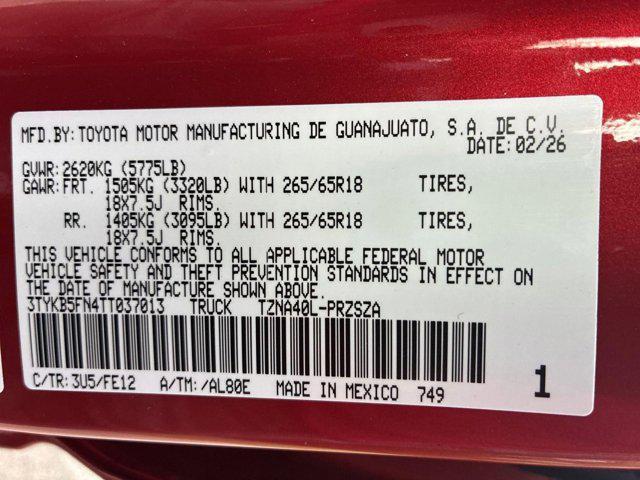 MFD.BY:TOYOTA MOTOR MANUFACTURING DE GUANAJUATO, S.A. DE C.V.
DATE:02/26
GVWR:2620KG (5775LB)
GAWR:FRT. 1505KG (3320LB) WITH 265/65R18 TIRES,
18X7.5J RIMS.
RR. 1405KG (3095LB) WITH 265/65R18 TIRES,
18X7.5J RIMS.
THIS VEHICLE CONFORMS TO ALL APPLICABLE FEDERAL MOTOR
VEHICLE SAFETY AND THEFT PREVENTION STANDARDS IN EFFECT ON
THE DATE OF MANUFACTURE SHOWN ABOVE.
3TYKB5FN4TT037013 TRUCK TZNA40L-PRZSZA
C/TR:3U5/FE12 A/TM:/AL80E MADE IN MEXICO 749
1